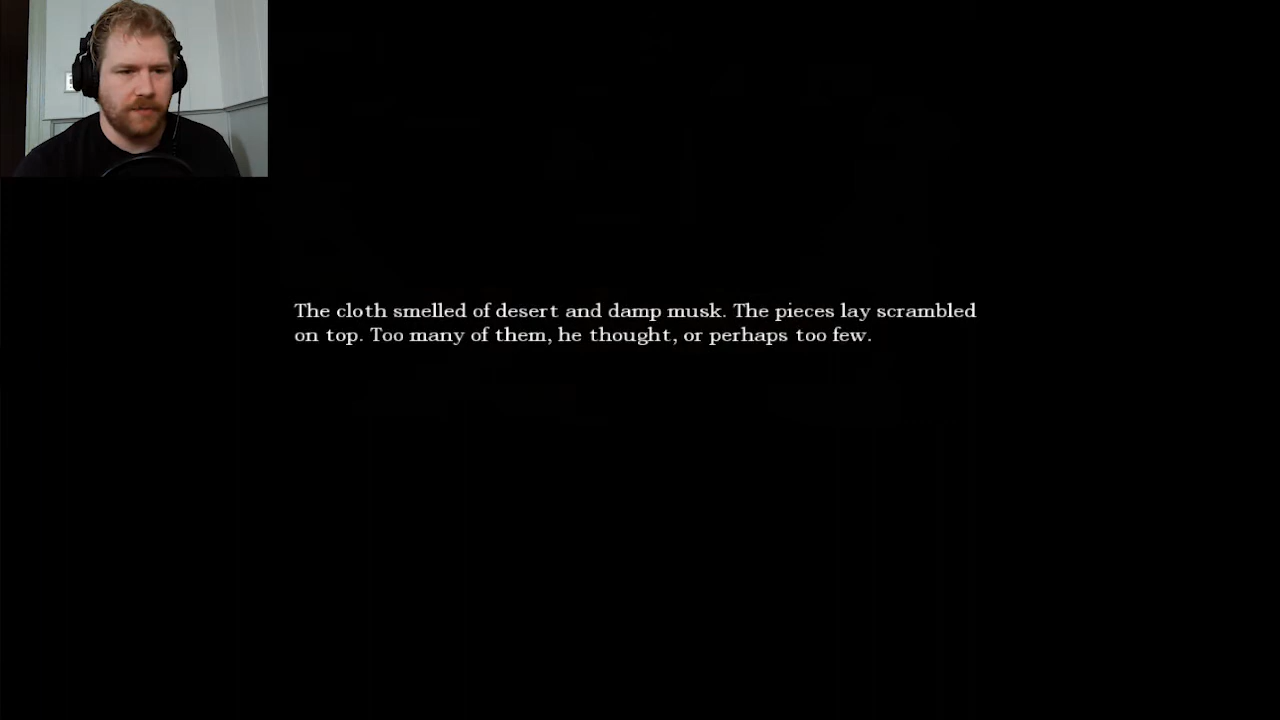 The cloth smelled of desert and damp musk. The pieces lay scrambled
on top. Too many of them, he thought, or perhaps too few.